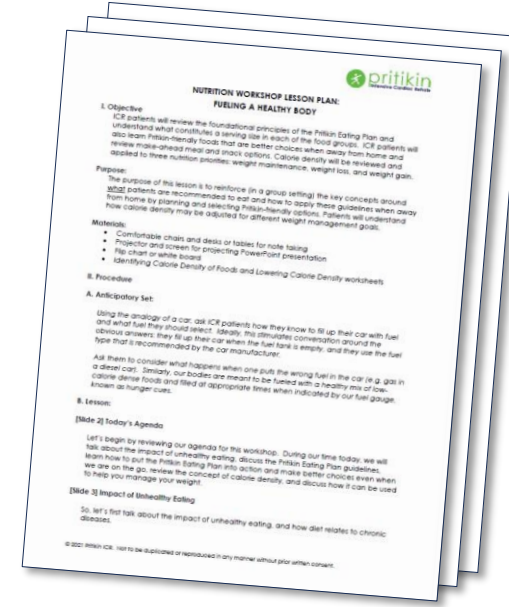 pritikin
Intensive Cardiac Rehab
NUTRITION WORKSHOP LESSON PLAN:
FUELING A HEALTHY BODY
I. Objective
ICR patients will review the foundational principles of the Pritikin Eating Plan and
understand what constitutes a serving size in each of the food groups. ICR patients will
also learn Pritikin-friendly foods that are better choices when away from home and
review make-ahead meal and snack options. Calorie density will be reviewed and
applied to three nutrition priorities: weight maintenance, weight loss, and weight gain.
Purpose:
The purpose of this lesson is to reinforce (in a group setting) the key concepts around
what patients are recommended to eat and how to apply these guidelines when away
from home by planning and selecting Pritikin-friendly options. Patients will understand
how calorie density may be adjusted for different weight management goals.
Materials:
• Comfortable chairs and desks or tables for note taking
• Projector and screen for projecting PowerPoint presentation
• Flip chart or white board
• Identifying Calorie Density of Foods and Lowering Calorie Density worksheets
II. Procedure
A. Anticipatory Set:
Using the analogy of a car, ask ICR patients how they know to fill up their car with fuel
and what fuel they should select. Ideally, this stimulates conversation around the
obvious answers: they fill up their car when the fuel tank is empty, and they use the fuel
type that is recommended by the car manufacturer.
Ask them to consider what happens when one puts the wrong fuel in the car (e.g. gas in
a diesel car). Similarly, our bodies are meant to be fueled with a healthy mix of low-
calorie dense foods and filled at appropriate times when indicated by our fuel gauge,
known as hunger cues.
B. Lesson:
[Slide 2] Today's Agenda
Let's begin by reviewing our agenda for this workshop. During our time today, we will
talk about the impact of unhealthy eating, discuss the Pritikin Eating Plan guidelines,
learn how to put the Pritikin Eating Plan into action and make better choices even when
we are on the go, review the concept of calorie density, and discuss how it can be used
to help you manage your weight.
[Slide 3] Impact of Unhealthy Eating
So, let's first talk about the impact of unhealthy eating, and how diet relates to chronic
diseases.
© 2021 Pritikin ICR. Not to be duplicated or reproduced in any manner without prior written consent.